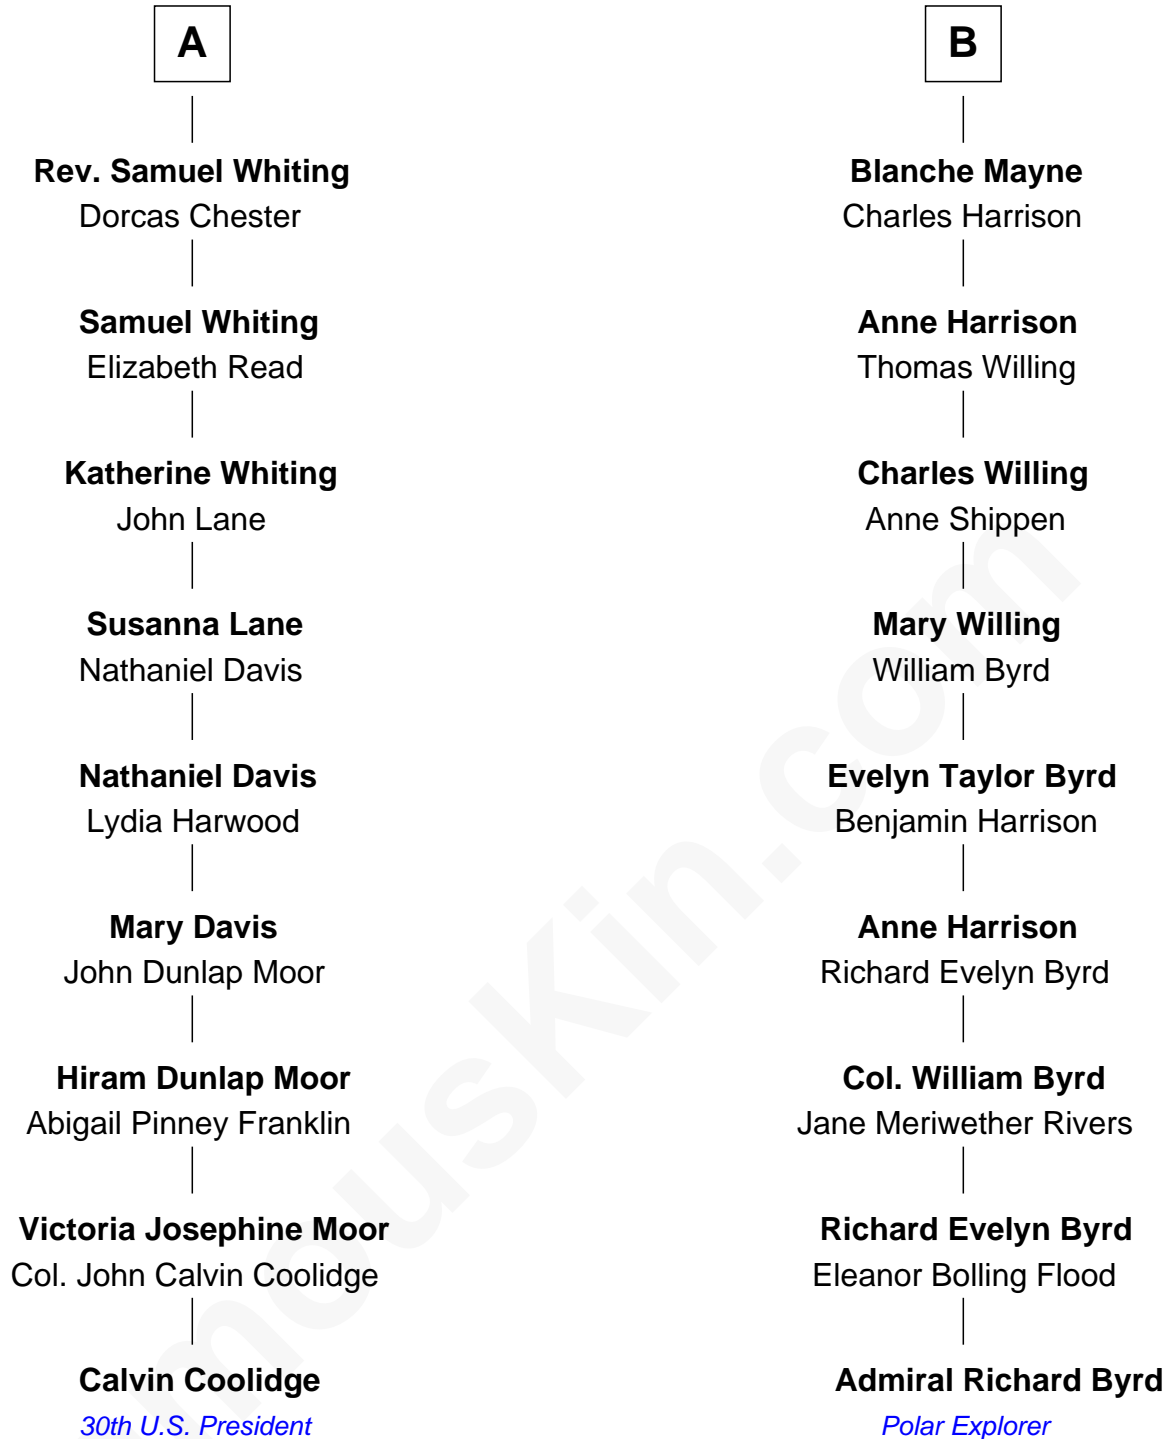 A
Rev. Samuel Whiting
Dorcas Chester
Samuel Whiting
Elizabeth Read
Katherine Whiting
John Lane
Susanna Lane
Nathaniel Davis
Nathaniel Davis
Lydia Harwood
Mary Davis
John Dunlap Moor
Hiram Dunlap Moor
Abigail Pinney Franklin
Victoria Josephine Moor
Col. John Calvin Coolidge
Calvin Coolidge
30th U.S. President
B
Blanche Mayne
Charles Harrison
Anne Harrison
Thomas Willing
Charles Willing
Anne Shippen
Mary Willing
William Byrd
Evelyn Taylor Byrd
Benjamin Harrison
Anne Harrison
Richard Evelyn Byrd
Col. William Byrd
Jane Meriwether Rivers
Richard Evelyn Byrd
Eleanor Bolling Flood
Admiral Richard Byrd
Polar Explorer
mousKin.com